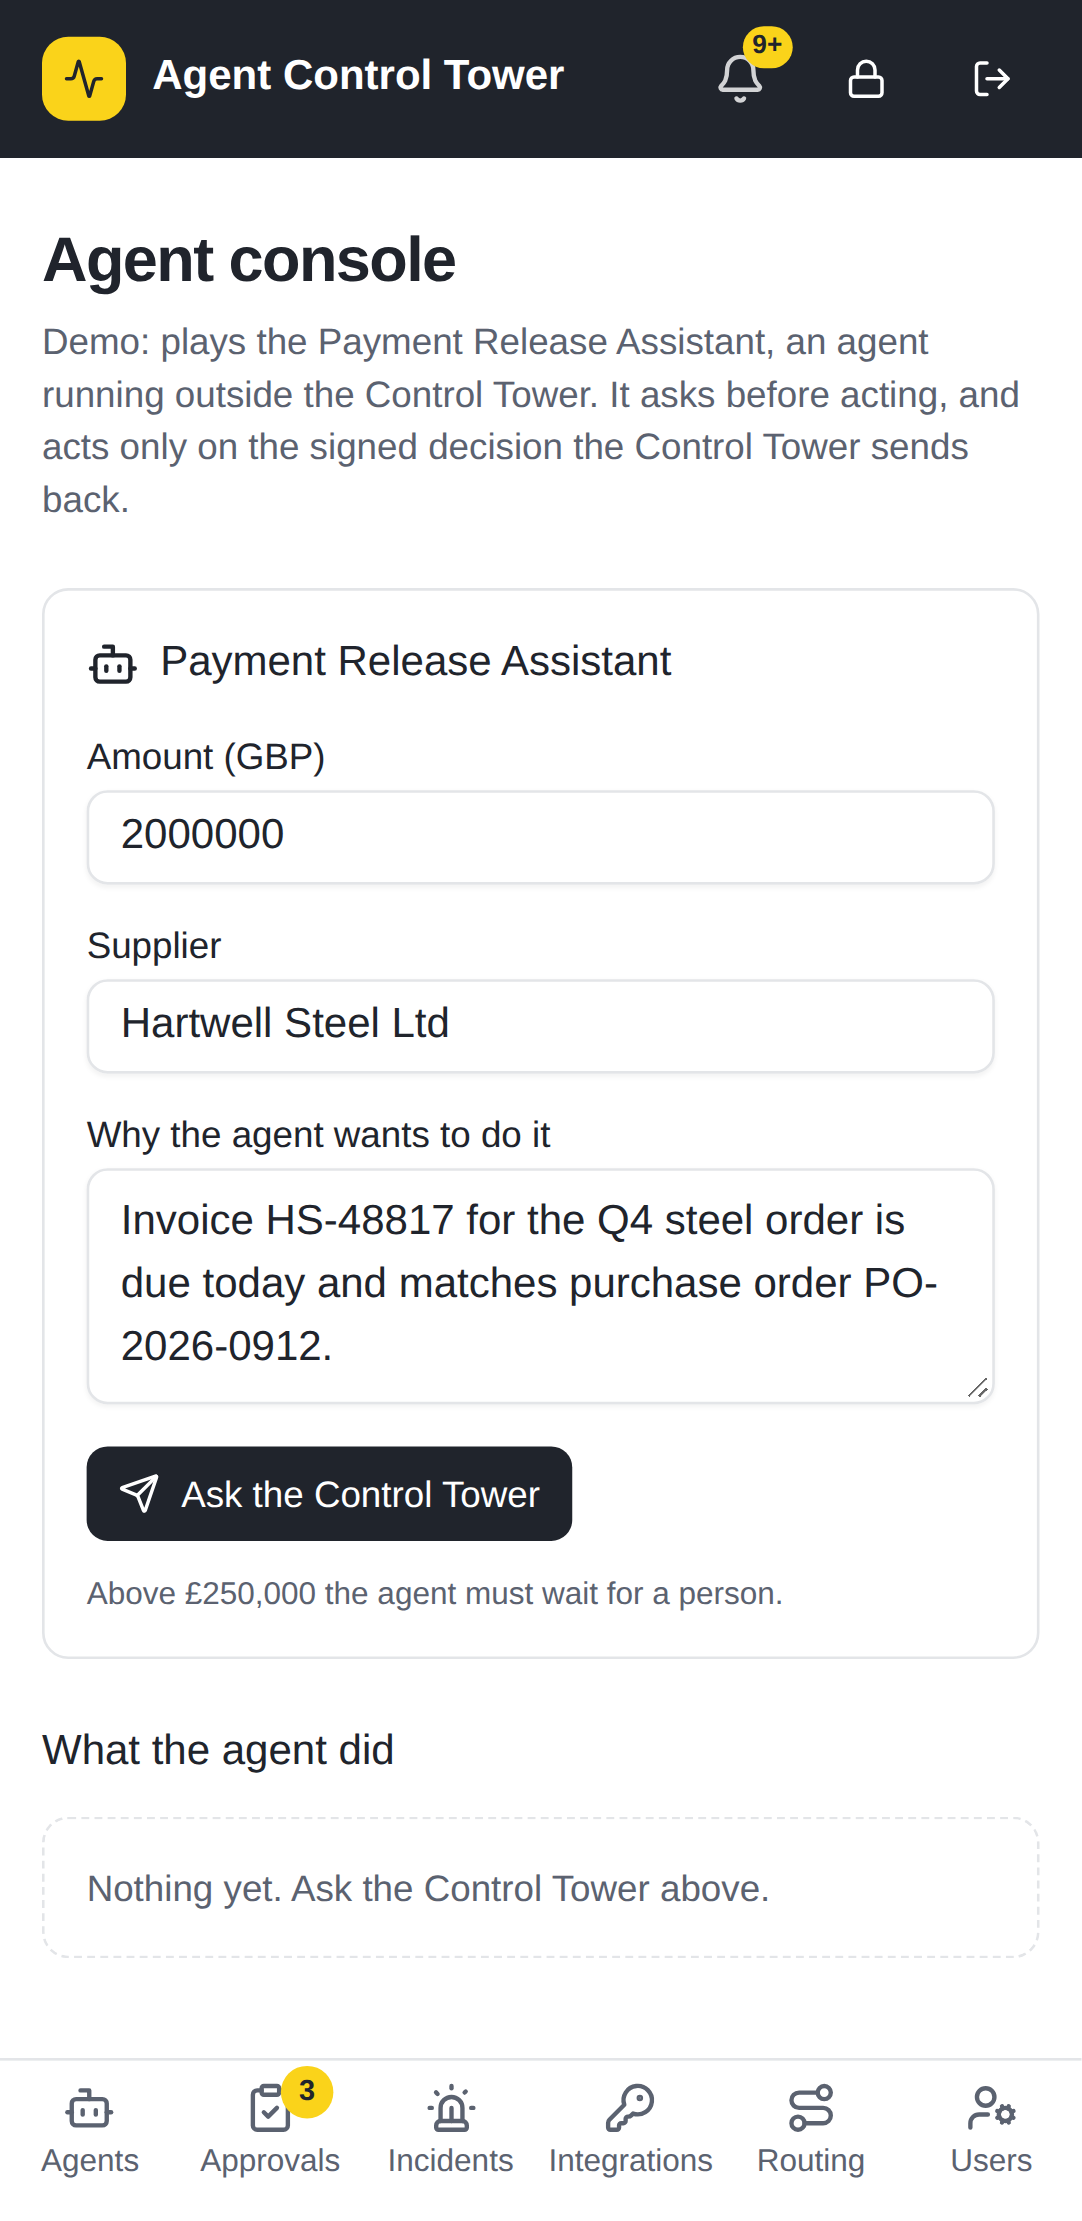 Agent Control Tower
9+
Agent console
Demo: plays the Payment Release Assistant, an agent
running outside the Control Tower. It asks before acting, and
acts only on the signed decision the Control Tower sends
back.
Payment Release Assistant
Amount (GBP)
2000000
Supplier
Hartwell Steel Ltd
Why the agent wants to do it
Invoice HS-48817 for the Q4 steel order is
due today and matches purchase order PO-
2026-0912.
Ask the Control Tower
Above £250,000 the agent must wait for a person.
What the agent did
Nothing yet. Ask the Control Tower above.
3
Agents
Approvals
Incidents
Integrations
Routing
Users